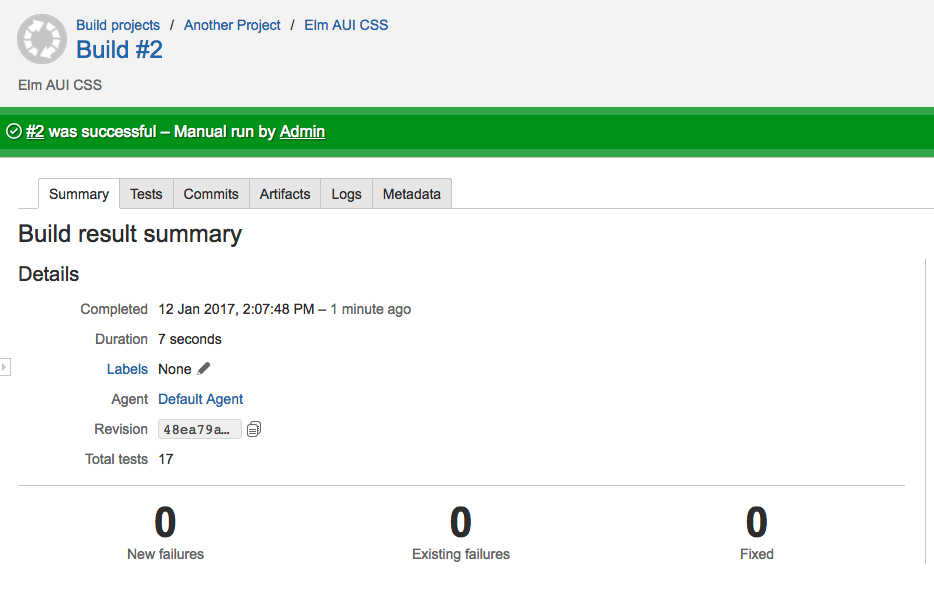 Build projects / Another Project / Elm AUI CSS
Build #2
Elm AUI CSS
#2 was successful – Manual run by Admin
Summary Tests Commits Artifacts Logs Metadata
Build result summary
Details
Completed 12 Jan 2017, 2:07:48 PM – 1 minute ago
Duration 7 seconds
Labels None
Agent Default Agent
Revision 48ea79a…
Total tests 17
0 0 0
New failures Existing failures Fixed